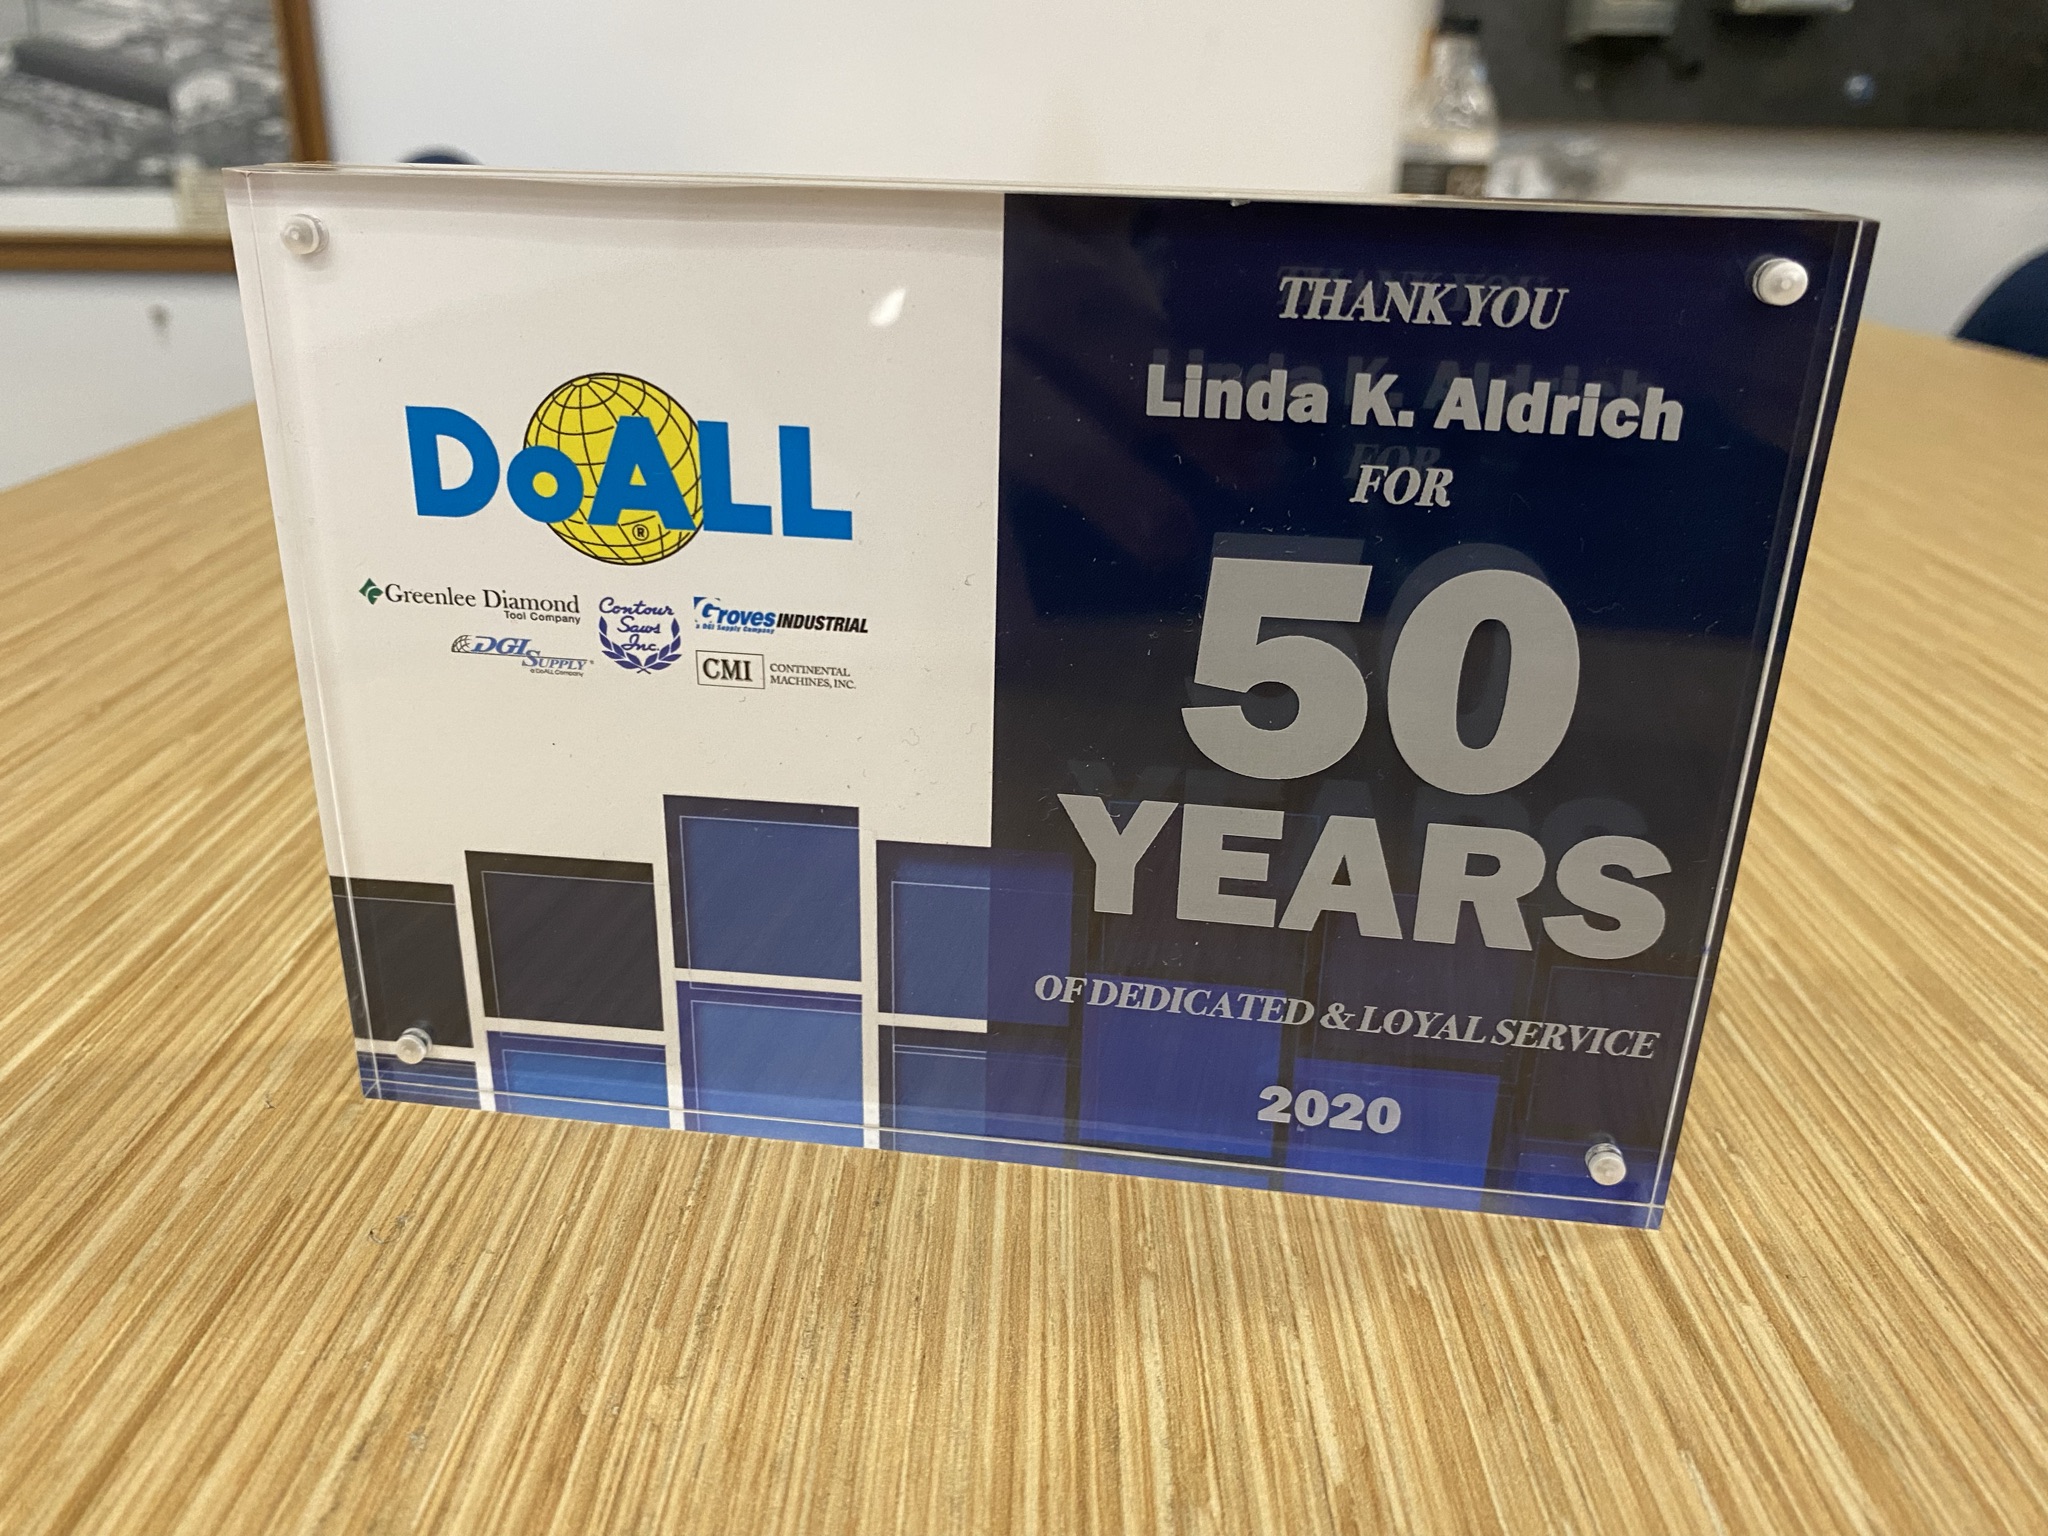 DoALL
®
Greenlee Diamond
Tool Company
DGI Supply®
a DoALL Company
Contour
Saws
Inc.
Groves INDUSTRIAL
a DGI Supply Company
CMI
CONTINENTAL
MACHINES, INC.
THANK YOU
Linda K. Aldrich
FOR
50
YEARS
OF DEDICATED & LOYAL SERVICE
2020